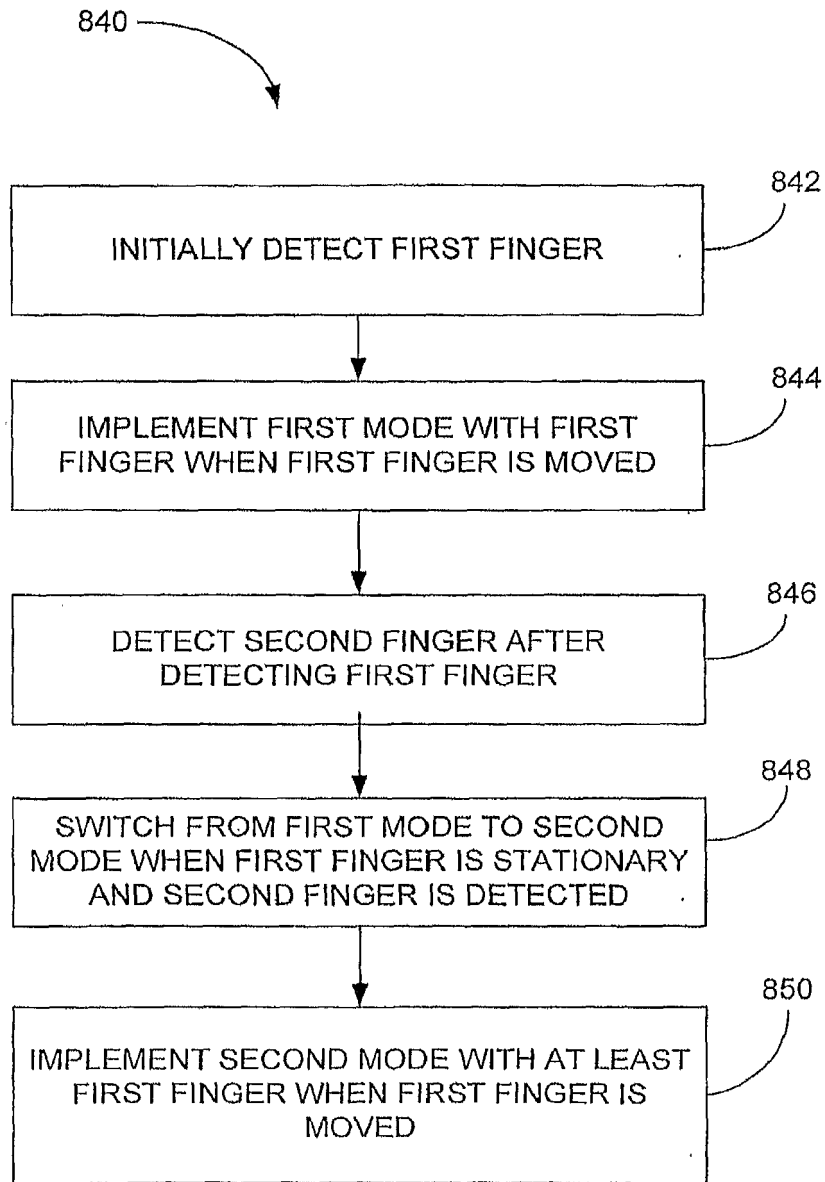 840
842
INITIALLY DETECT FIRST FINGER
844
IMPLEMENT FIRST MODE WITH FIRST
FINGER WHEN FIRST FINGER IS MOVED
846
DETECT SECOND FINGER AFTER
DETECTING FIRST FINGER
848
SWITCH FROM FIRST MODE TO SECOND
MODE WHEN FIRST FINGER IS STATIONARY
AND SECOND FINGER IS DETECTED
850
IMPLEMENT SECOND MODE WITH AT LEAST
FIRST FINGER WHEN FIRST FINGER IS
MOVED